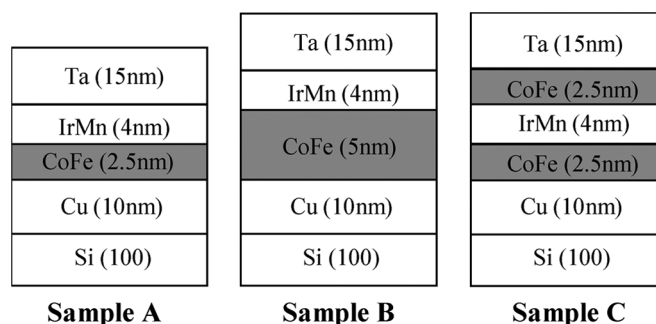 Ta (15nm)
IrMn (4nm)
CoFe (2.5nm)
Cu (10nm)
Si (100)
Sample A
Ta (15nm)
IrMn (4nm)
CoFe (5nm)
Cu (10nm)
Si (100)
Sample B
Ta (15nm)
CoFe (2.5nm)
IrMn (4nm)
CoFe (2.5nm)
Cu (10nm)
Si (100)
Sample C